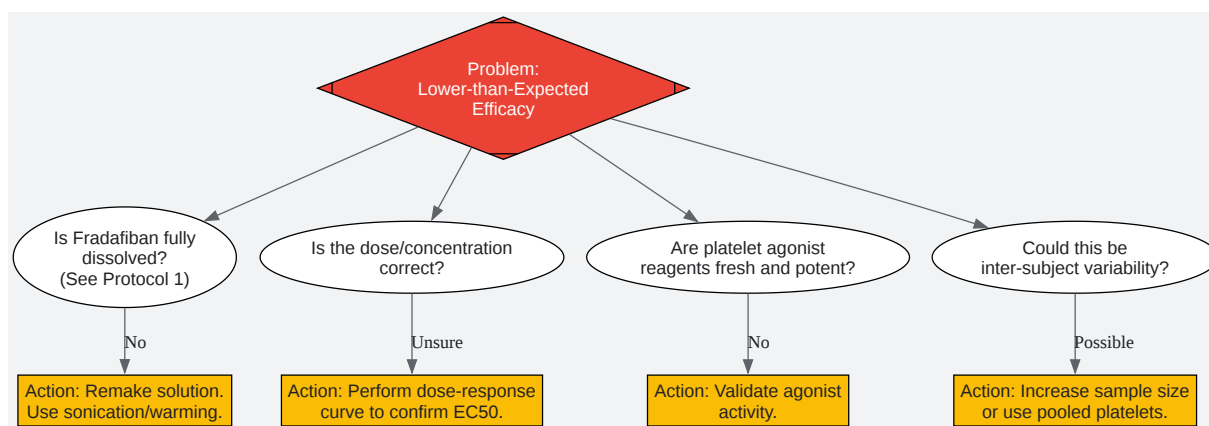 Problem:
Lower-than-Expected
Efficacy
Is Fradafiban fully
dissolved?
(See Protocol 1)
Is the dose/concentration
correct?
Are platelet agonist
reagents fresh and potent?
Could this be
inter-subject variability?
No
Unsure
No
Possible
Action: Remake solution.
Use sonication/warming.
Action: Perform dose-response
curve to confirm EC50.
Action: Validate agonist
activity.
Action: Increase sample size
or use pooled platelets.